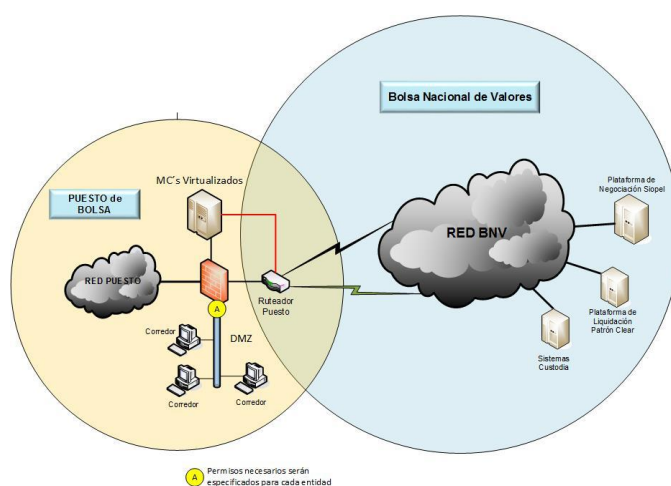 Bolsa Nacional de Valores
PUESTO de
BOLSA
MC´s Virtualizados
RED PUESTO
Ruteador
Puesto
A
DMZ
Corredor
Corredor
Corredor
RED BNV
Plataforma de
Negociación Siopel
Plataforma
de
Liquidación
Patrón Clear
Sistemas
Custodia
A
Permisos necesarios serán
especificados para cada entidad